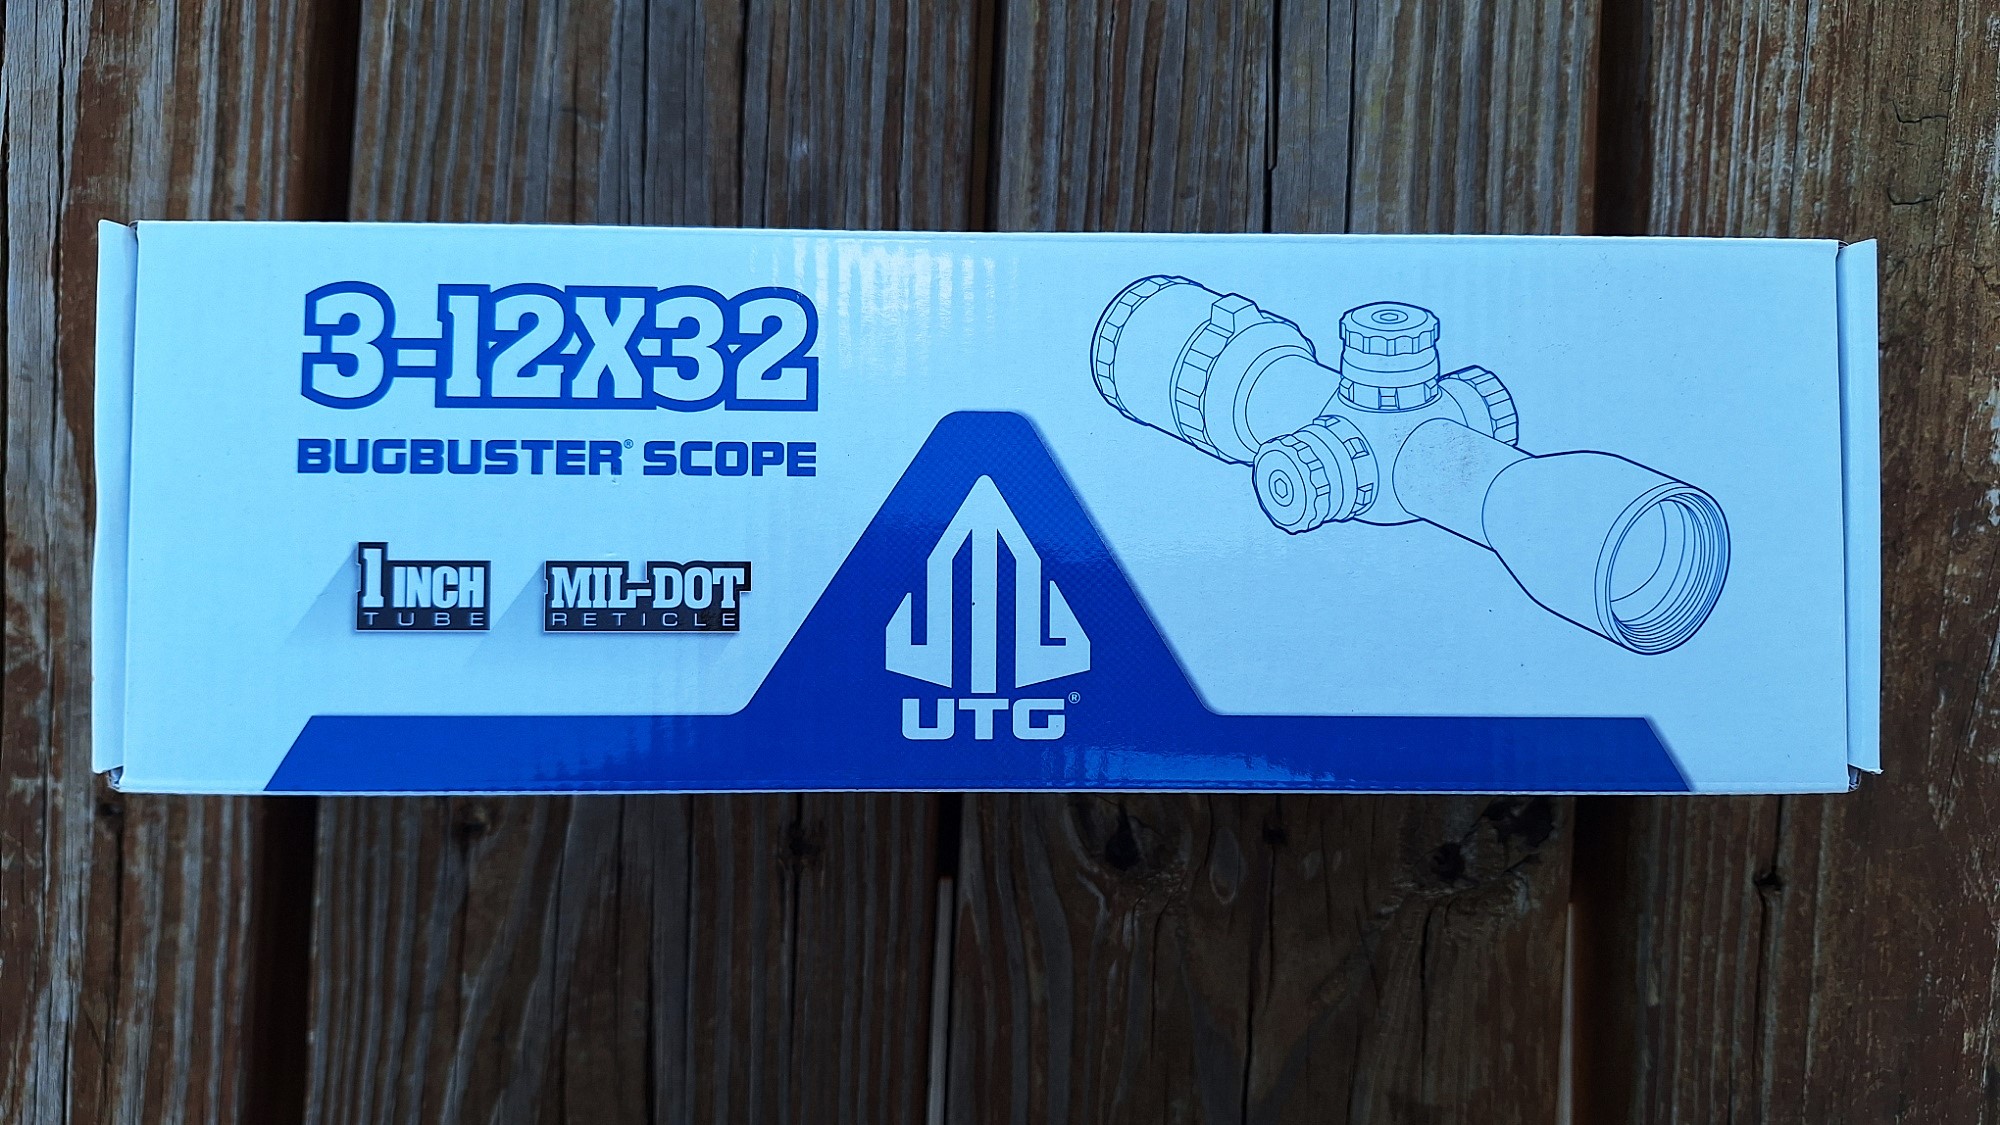 3-12X32
BUGBUSTER® SCOPE
1 INCH
TUBE
MIL-DOT
RETICLE
UTG®